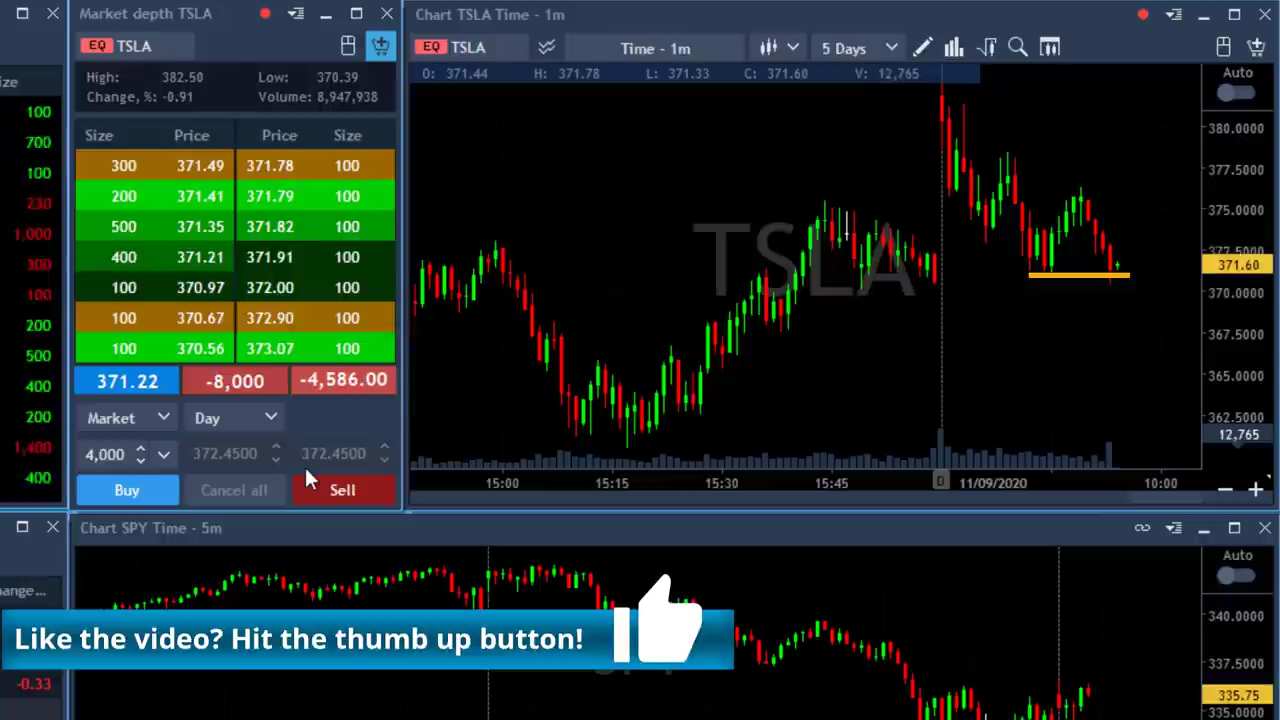 ize
100
700
100
230
1,000
300
100
200
500
400
200
1,400
400
Market depth TSLA
EQ TSLA
High: 382.50 Low: 370.39
Change, %: -0.91 Volume: 8,947,938
Size Price Price Size
300 371.49 371.78 100
200 371.41 371.79 100
500 371.35 371.82 100
400 371.21 371.91 100
100 370.97 372.00 100
100 370.67 372.90 100
100 370.56 373.07 100
371.22 -8,000 -4,586.00
Market Day
4,000 372.4500 372.4500
Buy Cancel all Sell
Chart TSLA Time - 1m
EQ TSLA Time - 1m 5 Days
O: 371.44 H: 371.78 L: 371.33 C: 371.60 V: 12,765
Auto
380.0000
377.5000
375.0000
372.5000
371.60
370.0000
367.5000
365.0000
362.5000
12,765
TSLA
15:00 15:15 15:30 15:45 D 11/09/2020 10:00
ange...
-0.33
Chart SPY Time - 5m
Auto
340.0000
337.5000
335.75
335.0000
Like the video? Hit the thumb up button!